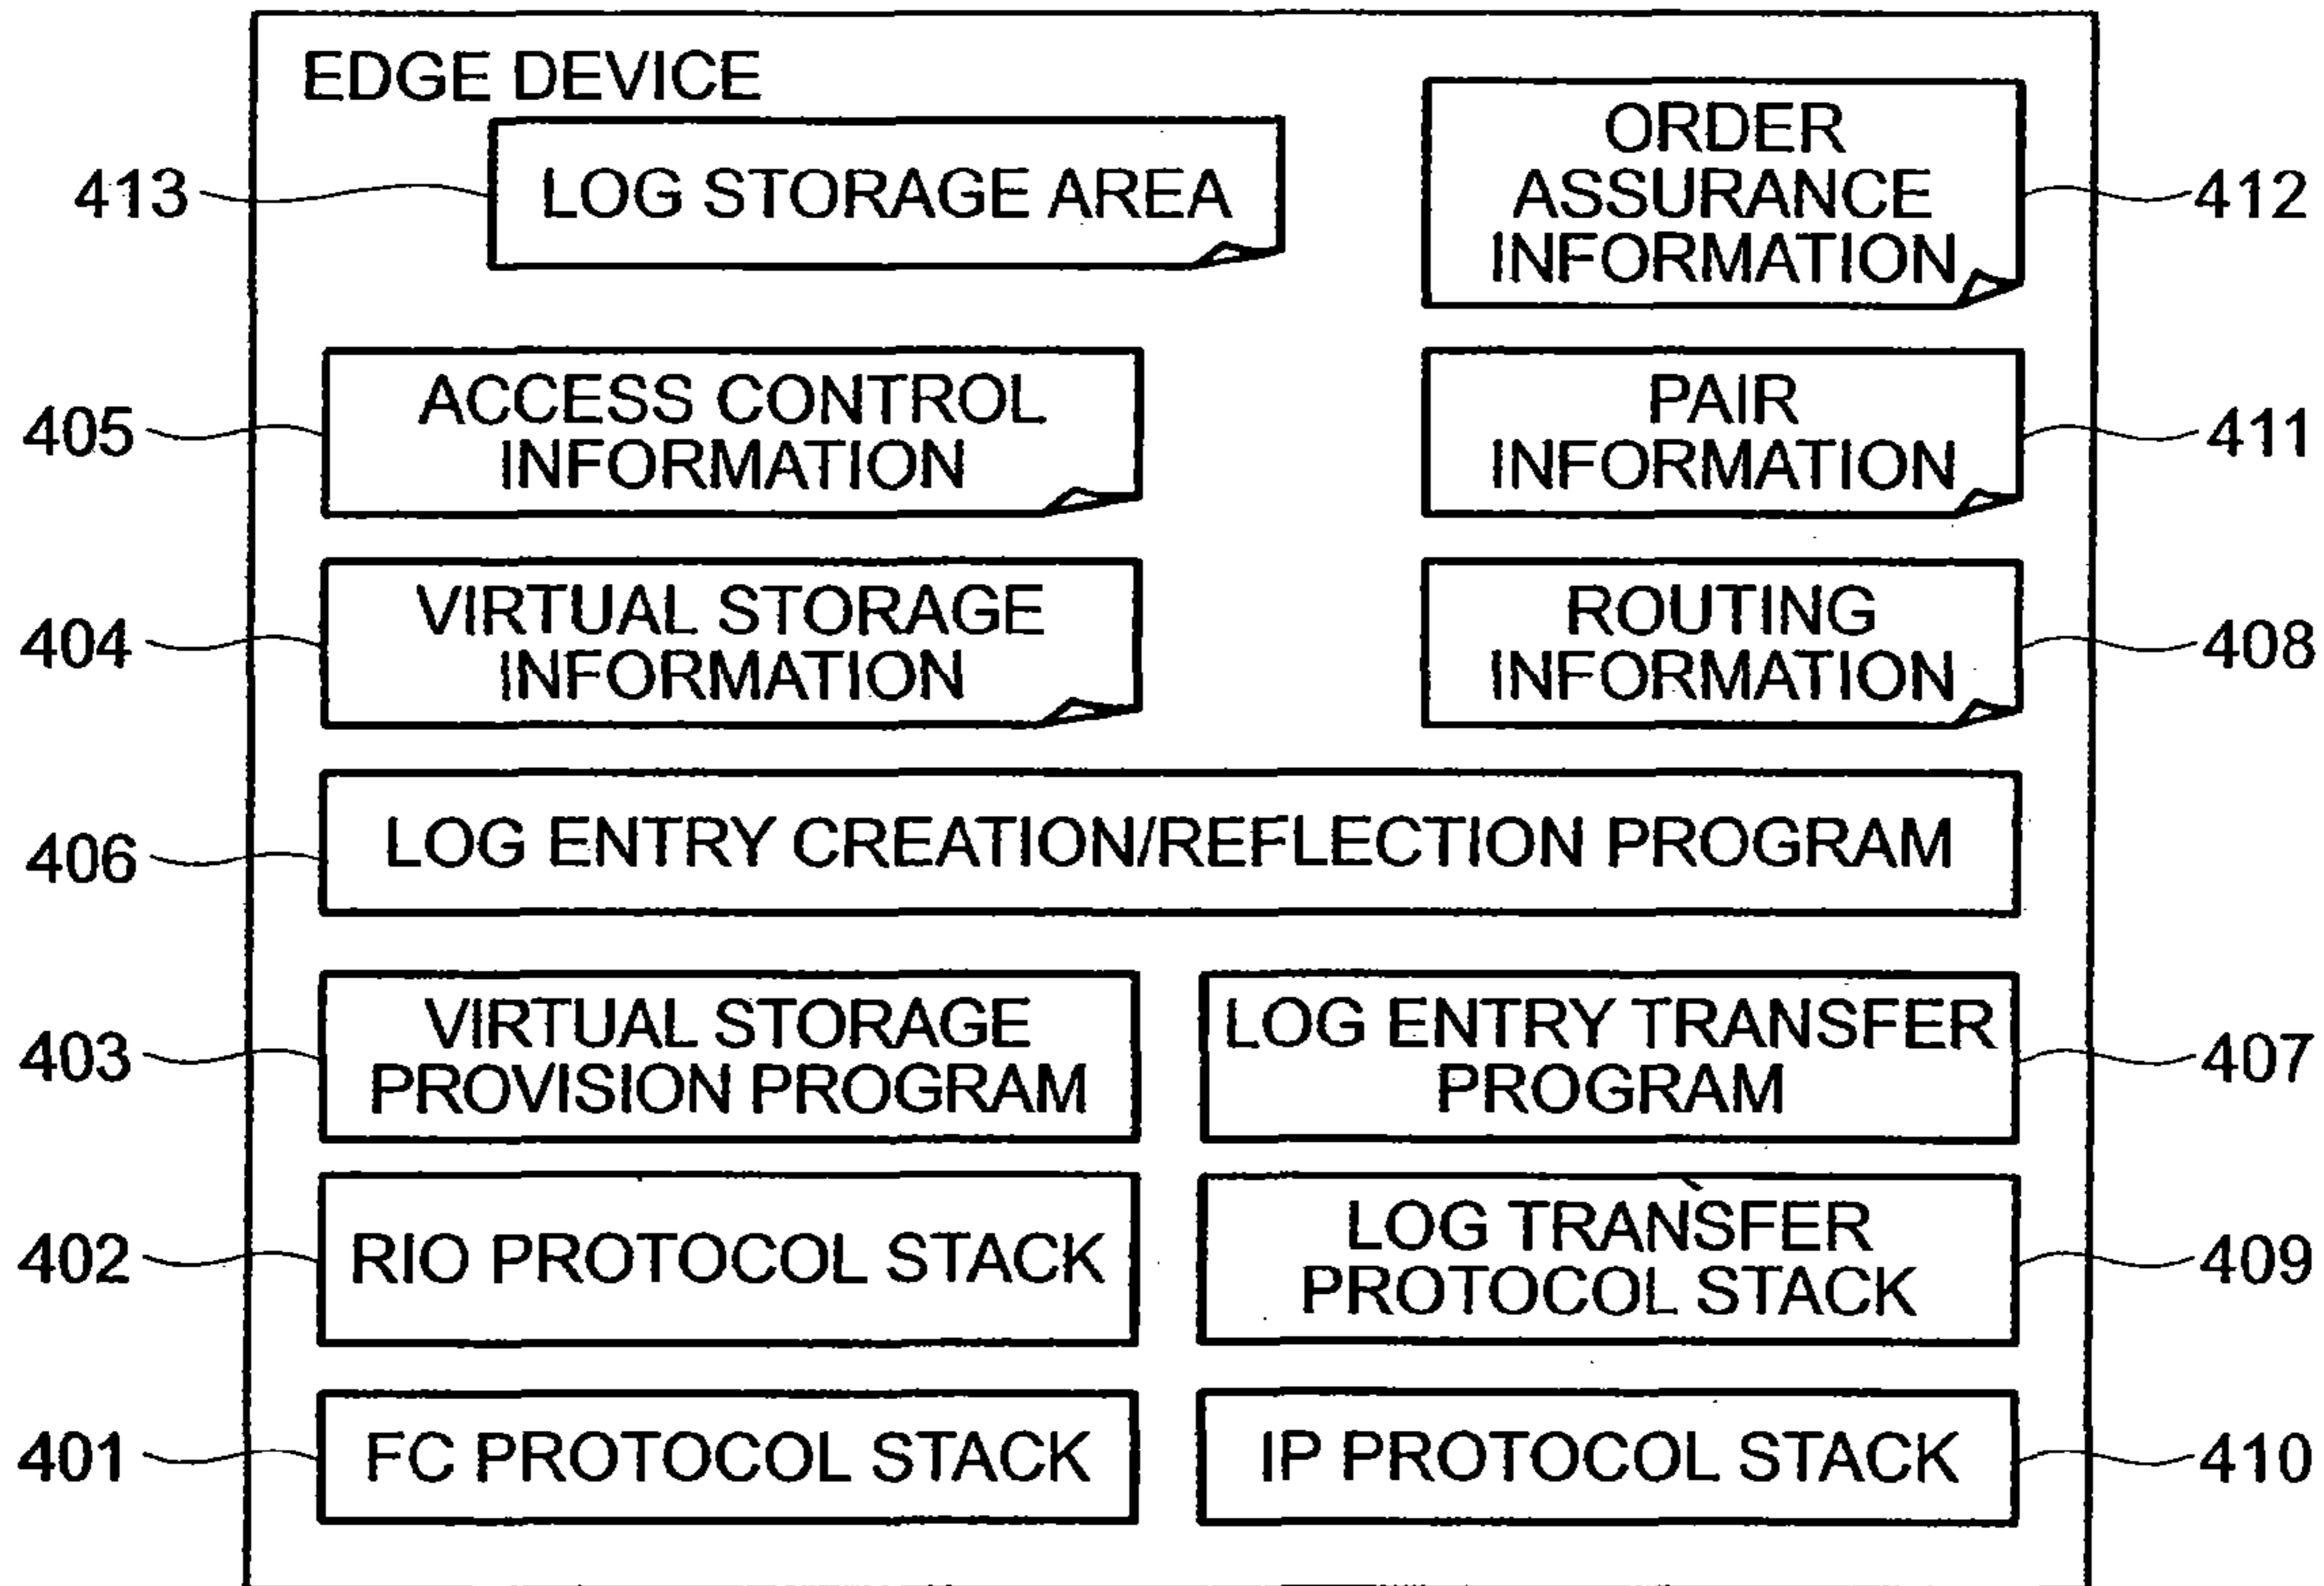 EDGE DEVICE
413
LOG STORAGE AREA
ORDER
ASSURANCE
INFORMATION
412
405
ACCESS CONTROL
INFORMATION
PAIR
INFORMATION
411
404
VIRTUAL STORAGE
INFORMATION
ROUTING
INFORMATION
408
406
LOG ENTRY CREATION/REFLECTION PROGRAM
403
VIRTUAL STORAGE
PROVISION PROGRAM
LOG ENTRY TRANSFER
PROGRAM
407
402
RIO PROTOCOL STACK
LOG TRANSFER
PROTOCOL STACK
409
401
FC PROTOCOL STACK
IP PROTOCOL STACK
410